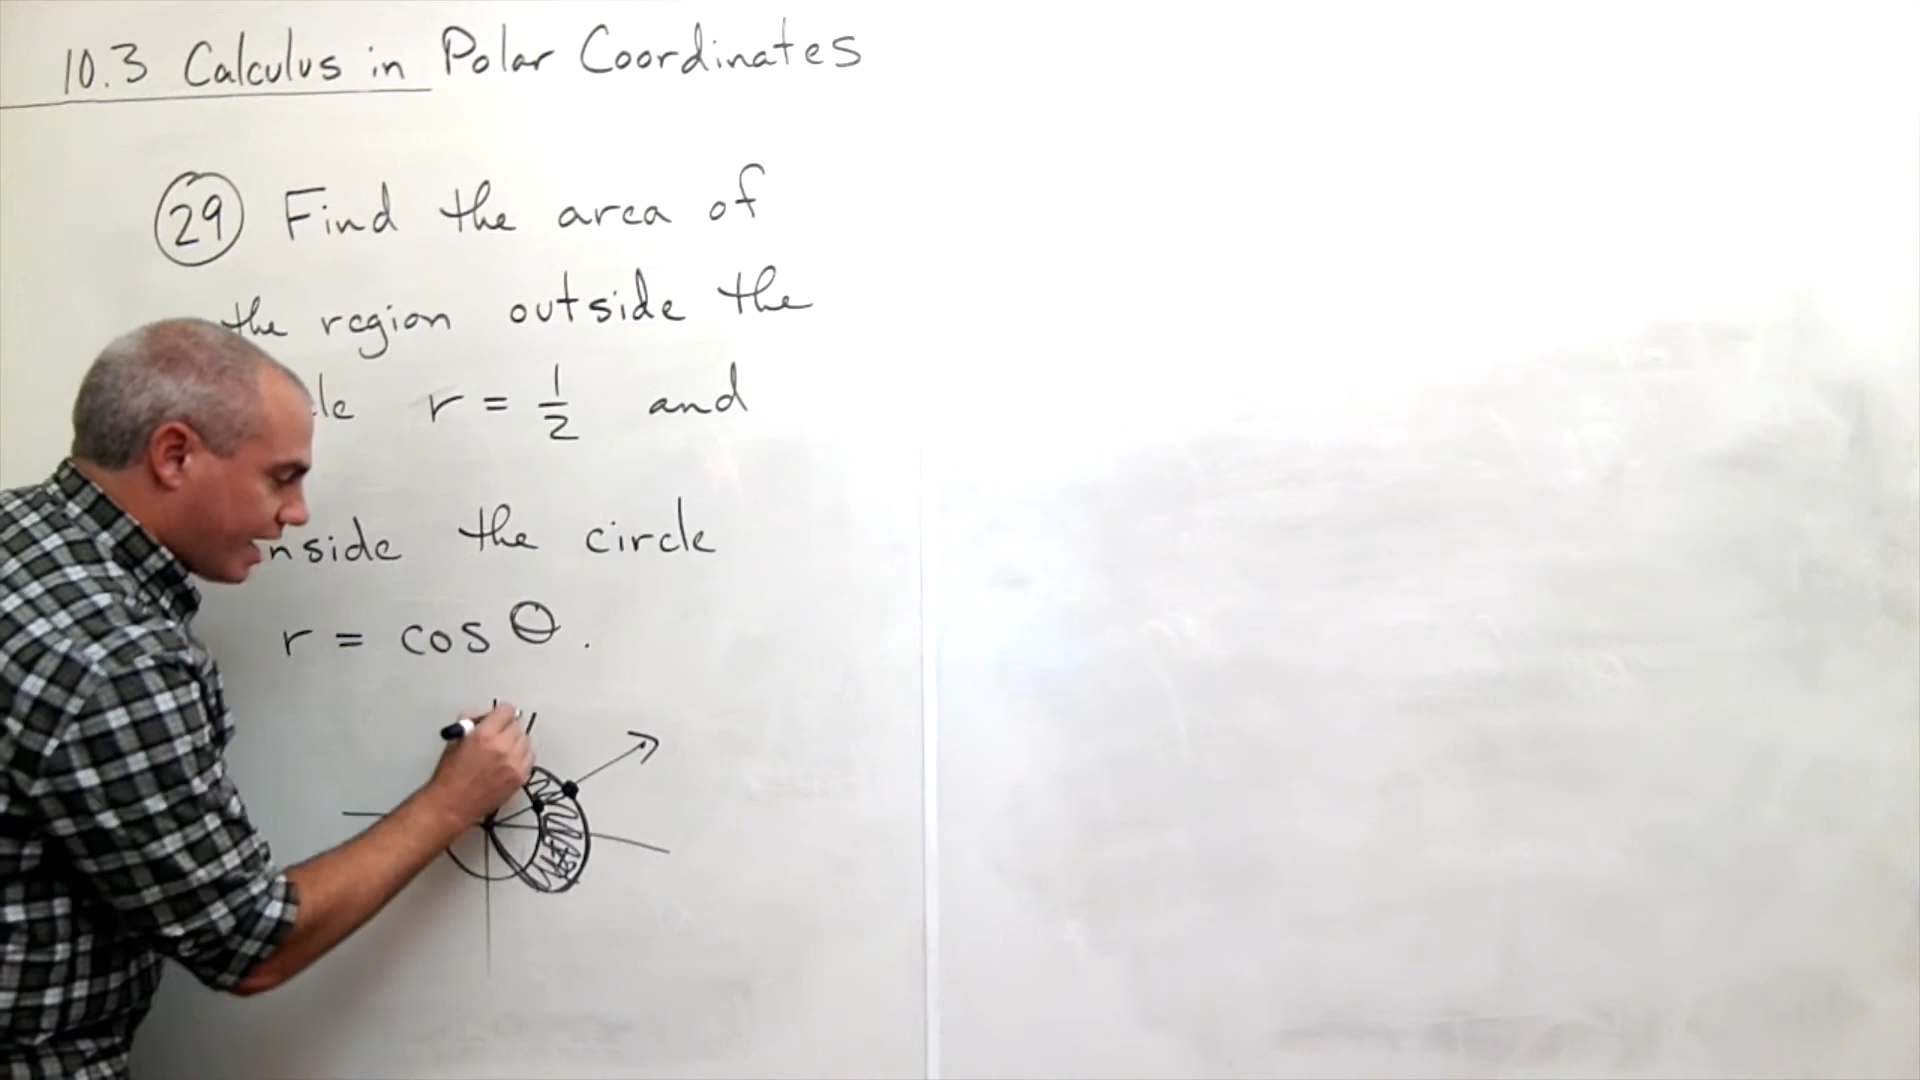 10.3 Calculus in Polar Coordinates
29 Find the area of
the region outside the
le r = 1/2 and
nside the circle
r = cos θ.